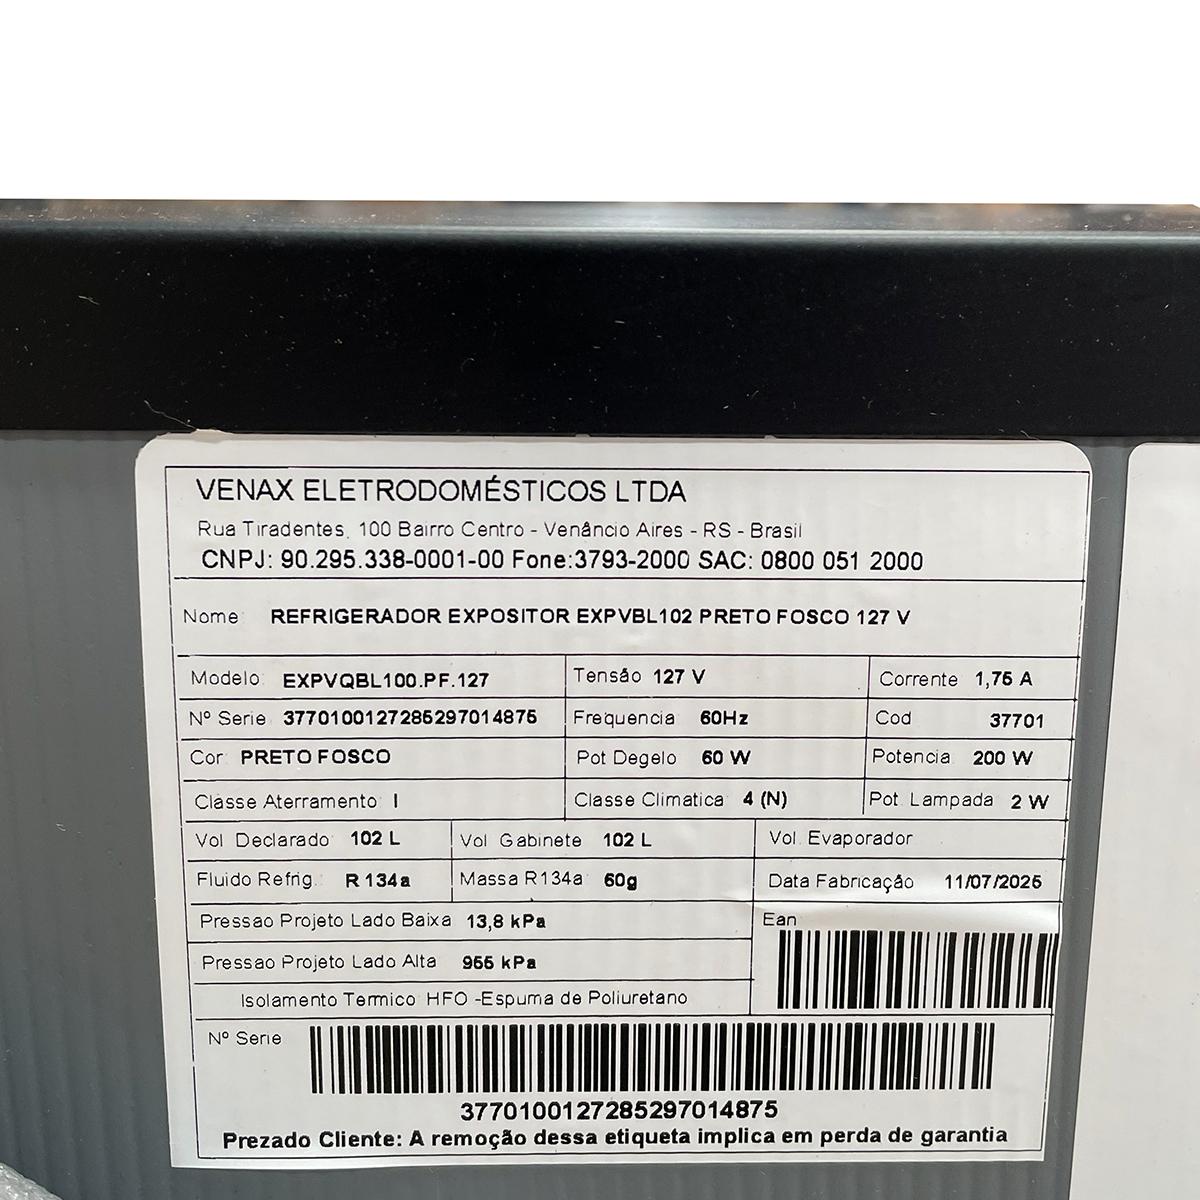 VENAX ELETRODOMÉSTICOS LTDA
Rua Tiradentes, 100 Bairro Centro - Venâncio Aires - RS - Brasil
CNPJ: 90.295.338-0001-00 Fone:3793-2000 SAC: 0800 051 2000
Nome: REFRIGERADOR EXPOSITOR EXPVBL102 PRETO FOSCO 127 V
Modelo: EXPVQBL100.PF.127 Tensão 127 V Corrente 1,75 A
Nº Serie 3770100127285297014875 Frequencia 60Hz Cod 37701
Cor: PRETO FOSCO Pot Degelo 60 W Potencia 200 W
Classe Aterramento I Classe Climatica 4 (N) Pot. Lampada 2 W
Vol Declarado 102 L Vol Gabinete 102 L Vol. Evaporador
Fluido Refrig. R 134a Massa R134a 60g Data Fabricação 11/07/2025
Pressao Projeto Lado Baixa 13,8 kPa Ean
Pressao Projeto Lado Alta 955 kPa
Isolamento Termico HFO -Espuma de Poliuretano
Nº Serie
3770100127285297014875
Prezado Cliente: A remoção dessa etiqueta implica em perda de garantia